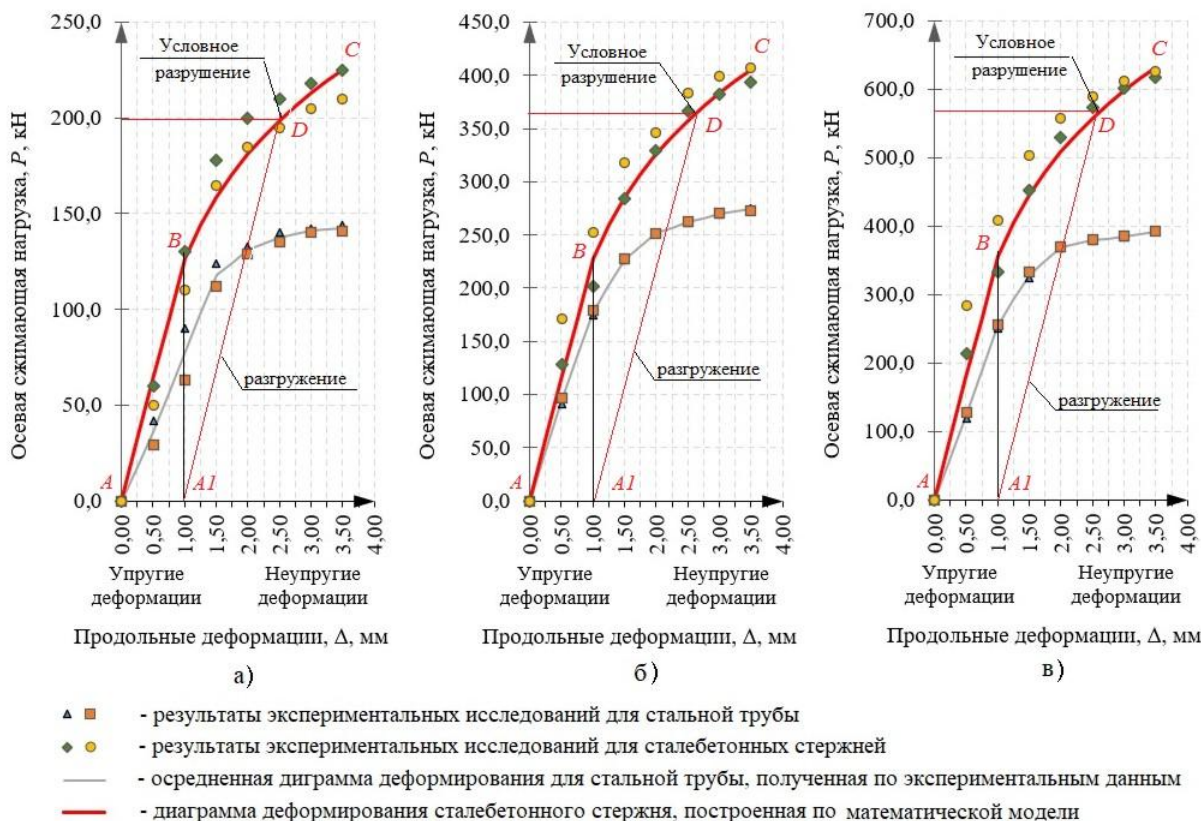 250,0
200,0
150,0
100,0
50,0
0,0
Осевая сжимающая нагрузка, P, кН
Условное
разрушение
C
D
B
A
A1
разгружение
0,00 0,50 1,00 1,50 2,00 2,50 3,00 3,50 4,00
Упругие
деформации
Неупругие
деформации
Продольные деформации, Δ, мм
а)
450,0
400,0
350,0
300,0
250,0
200,0
150,0
100,0
50,0
0,0
Осевая сжимающая нагрузка, P, кН
Условное
разрушение
C
D
B
A
A1
разгружение
0,00 0,50 1,00 1,50 2,00 2,50 3,00 3,50 4,00
Упругие
деформации
Неупругие
деформации
Продольные деформации, Δ, мм
б)
700,0
600,0
500,0
400,0
300,0
200,0
100,0
0,0
Осевая сжимающая нагрузка, P, кН
Условное
разрушение
C
D
B
A
A1
разгружение
0,00 0,50 1,00 1,50 2,00 2,50 3,00 3,50 4,00
Упругие
деформации
Неупругие
деформации
Продольные деформации, Δ, мм
в)
- результаты экспериментальных исследований для стальной трубы
- результаты экспериментальных исследований для сталебетонных стержней
- осредненная диграмма деформирования для стальной трубы, полученная по экспериментальным данным
- диаграмма деформирования сталебетонного стержня, построенная по математической модели